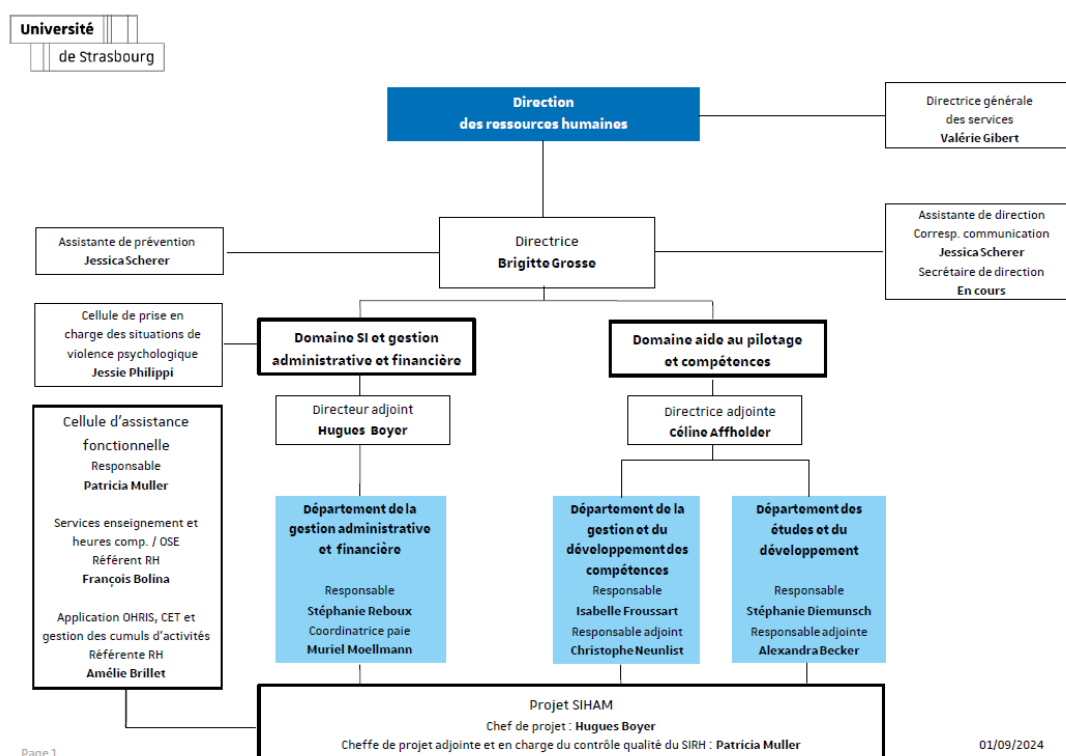 Université
de Strasbourg
Direction
des ressources humaines
Directrice générale
des services
Valérie Gibert
Assistante de prévention
Jessica Scherer
Directrice
Brigitte Grosse
Assistante de direction
Corresp. communication
Jessica Scherer
Secrétaire de direction
En cours
Cellule de prise en
charge des situations de
violence psychologique
Jessie Philippi
Domaine SI et gestion
administrative et financière
Domaine aide au pilotage
et compétences
Directeur adjoint
Hugues Boyer
Directrice adjointe
Céline Affholder
Cellule d'assistance
fonctionnelle
Responsable
Patricia Muller
Services enseignement et
heures comp. / OSE
Référent RH
François Bolina
Application OHRIS, CET et
gestion des cumuls d'activités
Référente RH
Amélie Brillet
Département de la
gestion administrative
et financière
Responsable
Stéphanie Reboux
Coordinatrice paie
Muriel Moellmann
Département de la
gestion et du
développement des
compétences
Responsable
Isabelle Froussart
Responsable adjoint
Christophe Neunlist
Département des
études et du
développement
Responsable
Stéphanie Diemunsch
Responsable adjointe
Alexandra Becker
Projet SIHAM
Chef de projet : Hugues Boyer
Cheffe de projet adjointe et en charge du contrôle qualité du SIRH : Patricia Muller
Page 1
01/09/2024